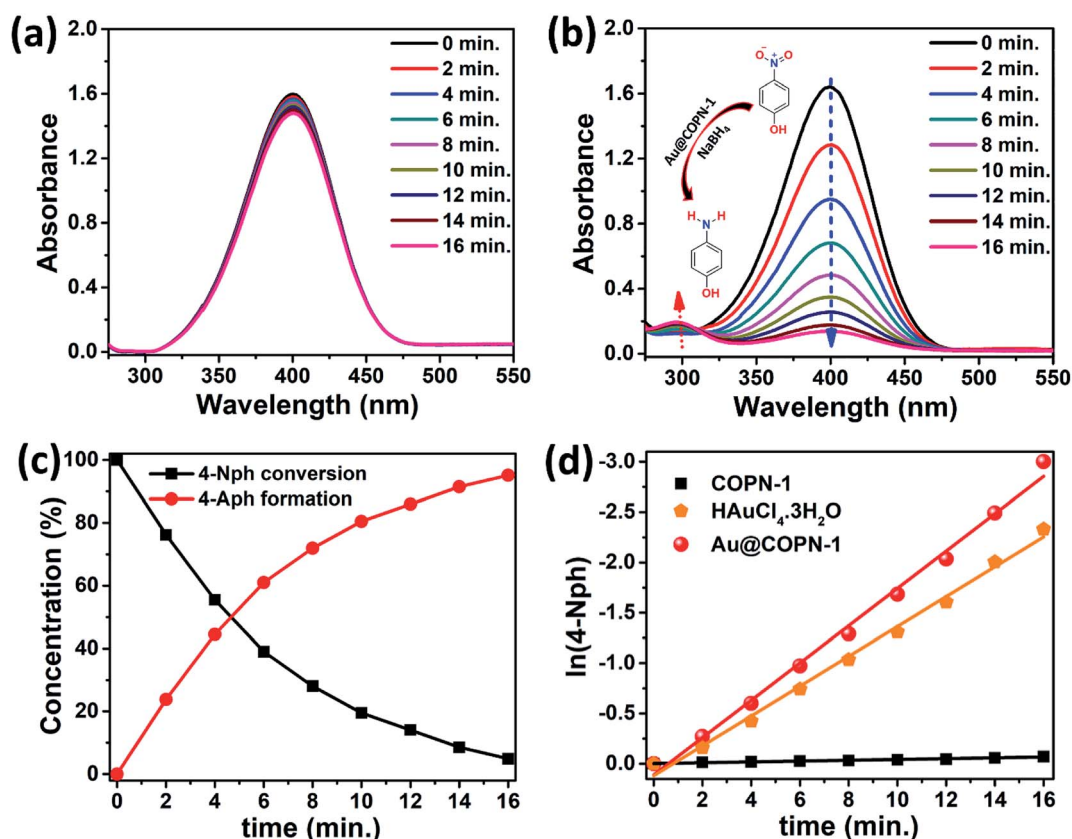 (a)
2.0
1.6
1.2
0.8
0.4
0.0
Absorbance
0 min.
2 min.
4 min.
6 min.
8 min.
10 min.
12 min.
14 min.
16 min.
300 350 400 450 500 550
Wavelength (nm)
(b)
2.0
1.6
1.2
0.8
0.4
0.0
Absorbance
O⁻ N⁺ O
OH
Au@COPN-1
NaBH₄
H N H
OH
0 min.
2 min.
4 min.
6 min.
8 min.
10 min.
12 min.
14 min.
16 min.
300 350 400 450 500 550
Wavelength (nm)
(c)
100
80
60
40
20
0
Concentration (%)
4-Nph conversion
4-Aph formation
0 2 4 6 8 10 12 14 16
time (min.)
(d)
-3.0
-2.5
-2.0
-1.5
-1.0
-0.5
-0.0
ln(4-Nph)
COPN-1
HAuCl₄.3H₂O
Au@COPN-1
0 2 4 6 8 10 12 14 16
time (min.)